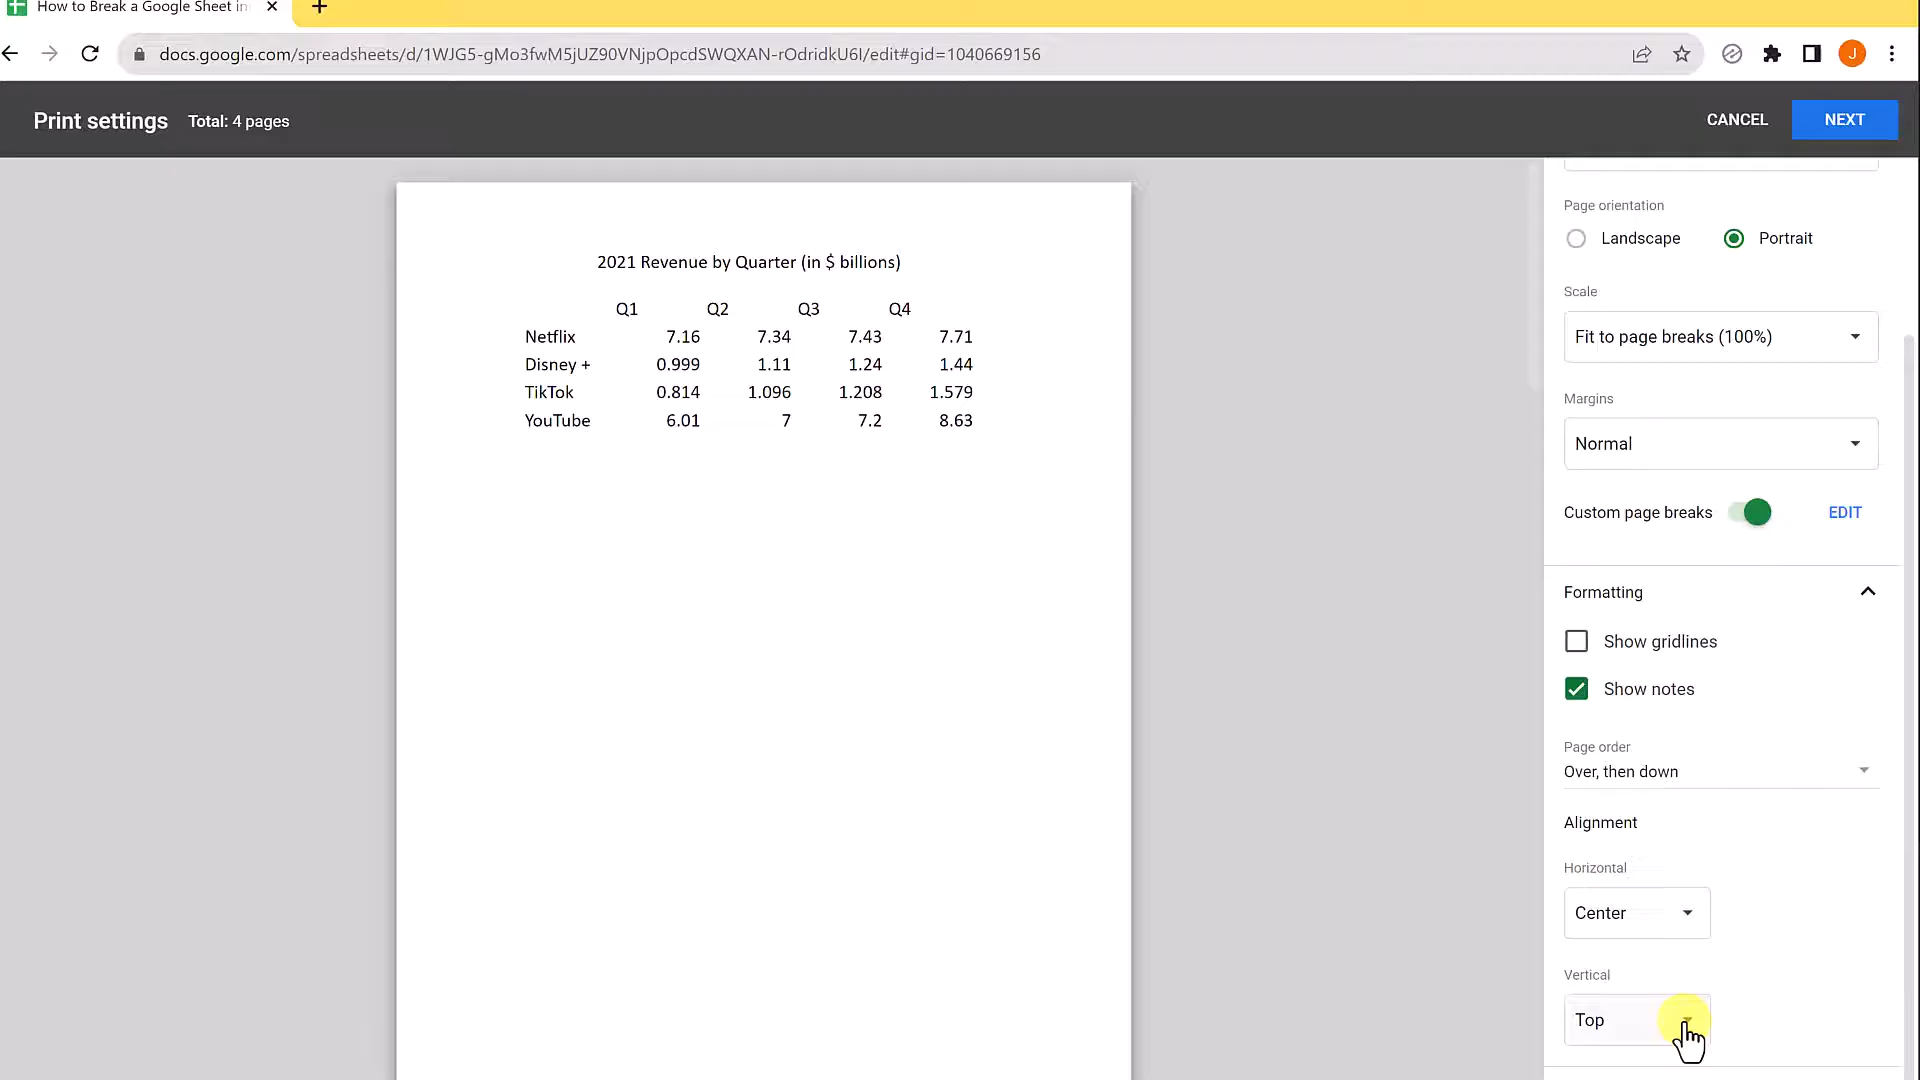 How to Break a Google Sheet in
docs.google.com/spreadsheets/d/1WJG5-gMo3fwM5jUZ90VNjpOpcdSWQXAN-rOdridkU6I/edit#gid=1040669156
J
Print settings Total: 4 pages
CANCEL NEXT
2021 Revenue by Quarter (in $ billions)
Q1 Q2 Q3 Q4
Netflix 7.16 7.34 7.43 7.71
Disney + 0.999 1.11 1.24 1.44
TikTok 0.814 1.096 1.208 1.579
YouTube 6.01 7 7.2 8.63
Page orientation
Landscape Portrait
Scale
Fit to page breaks (100%)
Margins
Normal
Custom page breaks EDIT
Formatting
Show gridlines
Show notes
Page order
Over, then down
Alignment
Horizontal
Center
Vertical
Top